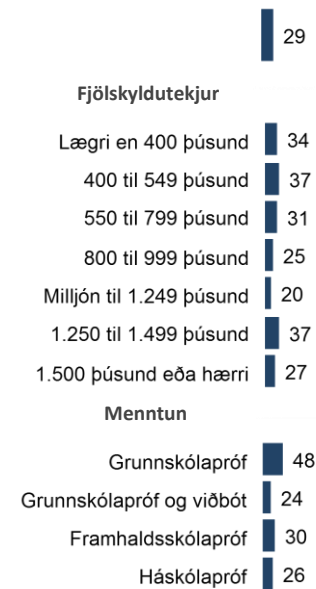 29
Fjölskyldutekjur
Lægri en 400 þúsund 34
400 til 549 þúsund 37
550 til 799 þúsund 31
800 til 999 þúsund 25
Milljón til 1.249 þúsund 20
1.250 til 1.499 þúsund 37
1.500 þúsund eða hærri 27
Menntun
Grunnskólapróf 48
Grunnskólapróf og viðbót 24
Framhaldsskólapróf 30
Háskólapróf 26